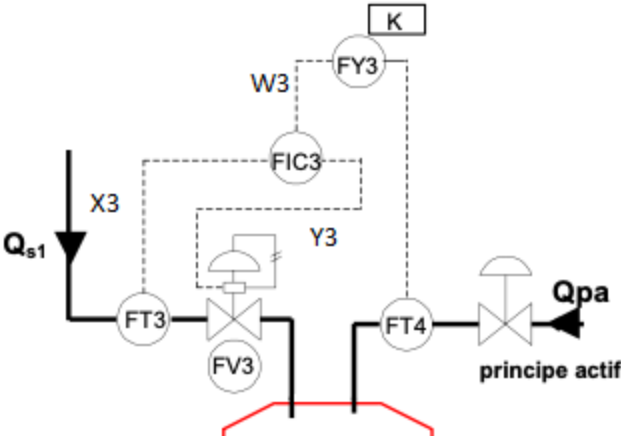 K
FY3
W3
FIC3
X3
Qs1
Y3
Qpa
FT3
FT4
FV3
principe actif